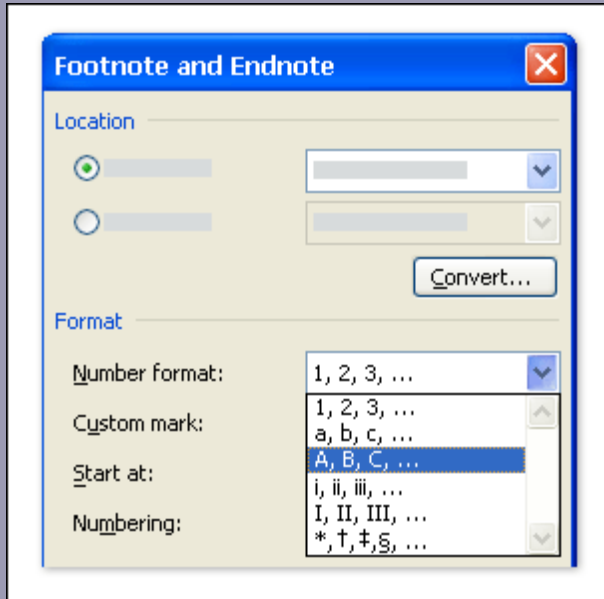 Footnote and Endnote
Location
Convert...
Format
Number format:
1, 2, 3, ...
1, 2, 3, ...
a, b, c, ...
Custom mark:
A, B, C, ...
Start at:
i, ii, iii, ...
I, II, III, ...
Numbering:
*,†,‡,§, ...